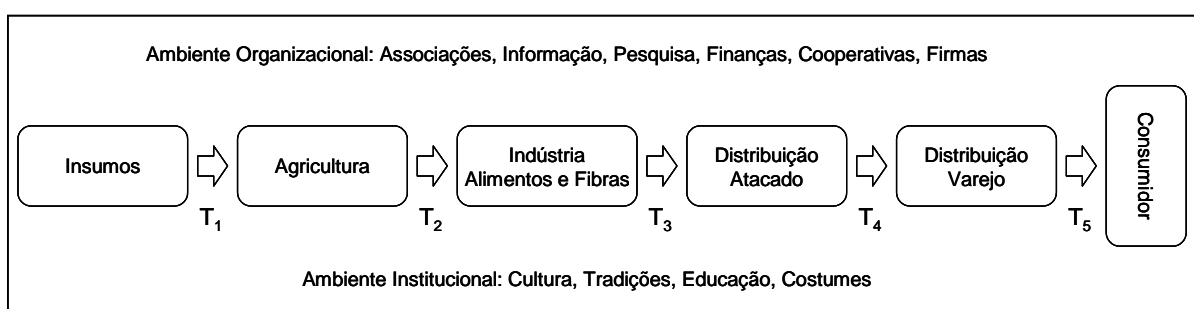 Ambiente Organizacional: Associações, Informação, Pesquisa, Finanças, Cooperativas, Firmas
Insumos
Agricultura
Indústria
Alimentos e Fibras
Distribuição
Atacado
Distribuição
Varejo
Consumidor
T1
T2
T3
T4
T5
Ambiente Institucional: Cultura, Tradições, Educação, Costumes